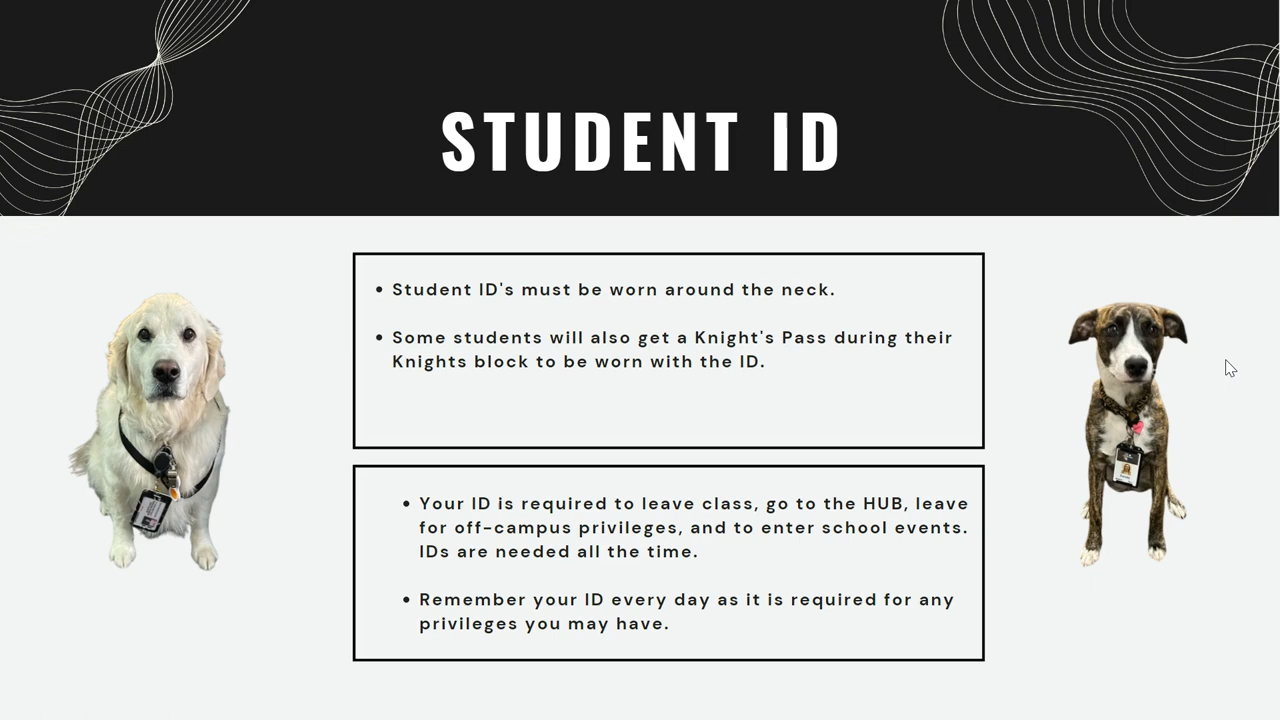 STUDENT ID
• Student ID's must be worn around the neck.
• Some students will also get a Knight's Pass during their
Knights block to be worn with the ID.
• Your ID is required to leave class, go to the HUB, leave
for off-campus privileges, and to enter school events.
IDs are needed all the time.
• Remember your ID every day as it is required for any
privileges you may have.